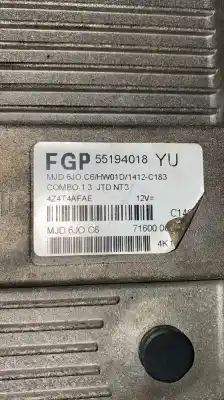 FGP 55194018 YU
MJD 6JO.C6/HW01D/1412-C183
COMBO 1.3 JTD NT3
4Z4T4AFAE 12V=
MJD 6JO C6 71600
4K